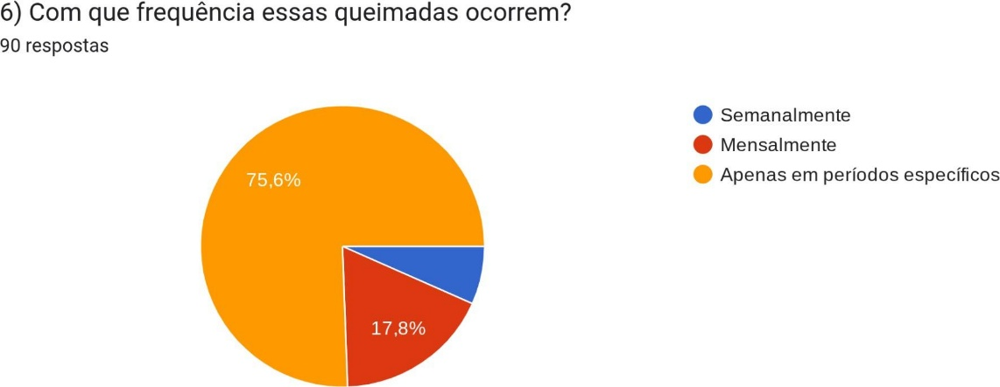 6) Com que frequência essas queimadas ocorrem?
90 respostas
Semanalmente
Mensalmente
Apenas em períodos específicos
75,6%
17,8%